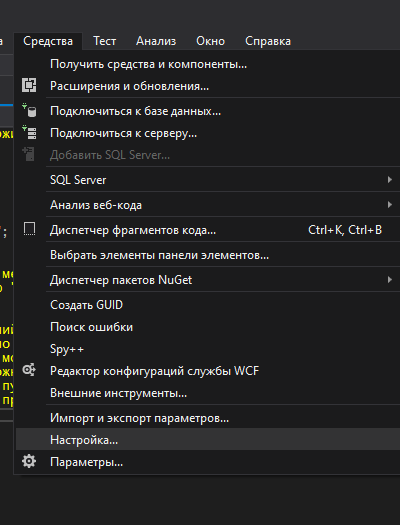 Средства Тест Анализ Окно Справка
Получить средства и компоненты...
Расширения и обновления...
Подключиться к базе данных...
Подключиться к серверу...
Добавить SQL Server...
SQL Server
Анализ веб-кода
Диспетчер фрагментов кода... Ctrl+K, Ctrl+B
Выбрать элементы панели элементов...
Диспетчер пакетов NuGet
Создать GUID
Поиск ошибки
Spy++
Редактор конфигураций службы WCF
Внешние инструменты...
Импорт и экспорт параметров...
Настройка...
Параметры...